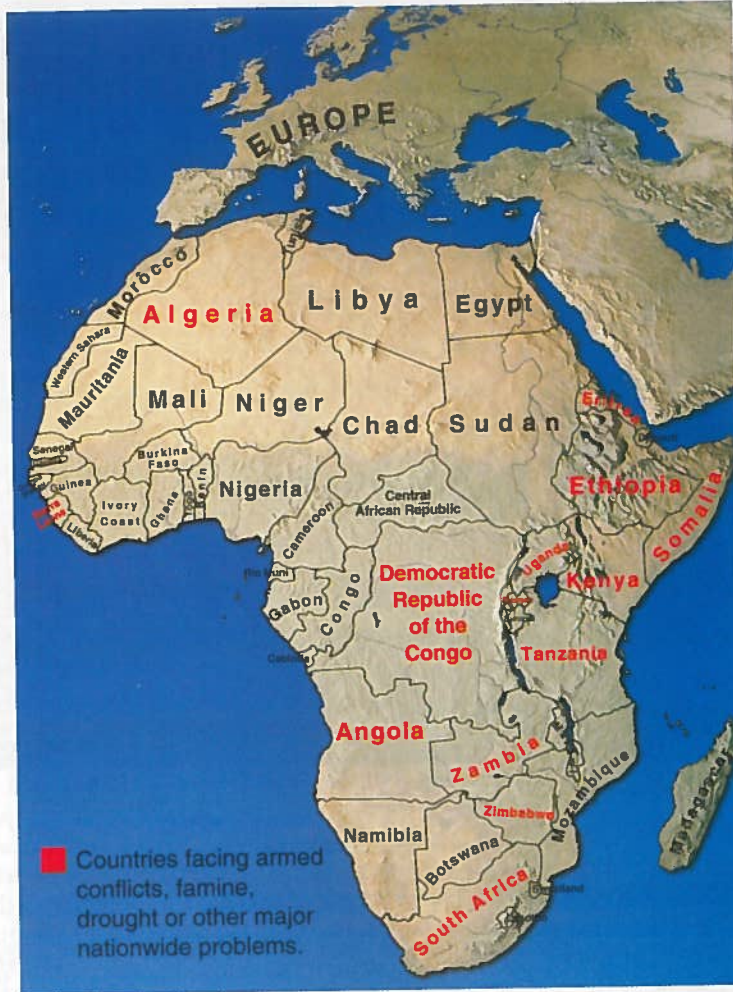 EUROPE
Tunisia
Morocco
Algeria
Libya
Egypt
Western Sahara
Mauritania
Mali
Niger
Chad
Sudan
Eritrea
Senegal
Burkina
Faso
Guinea
Nigeria
Benin
Togo
Ghana
Ivory
Coast
Liberia
Central
African Republic
Ethiopia
Somalia
Cameroon
Uganda
Kenya
Rio Muni
Gabon
Congo
Democratic
Republic
of the
Congo
Cabinda
Tanzania
Angola
Zambia
Mozambique
Zimbabwe
Madagascar
Namibia
Botswana
Swaziland
Lesotho
South Africa
Countries facing armed
conflicts, famine,
drought or other major
nationwide problems.